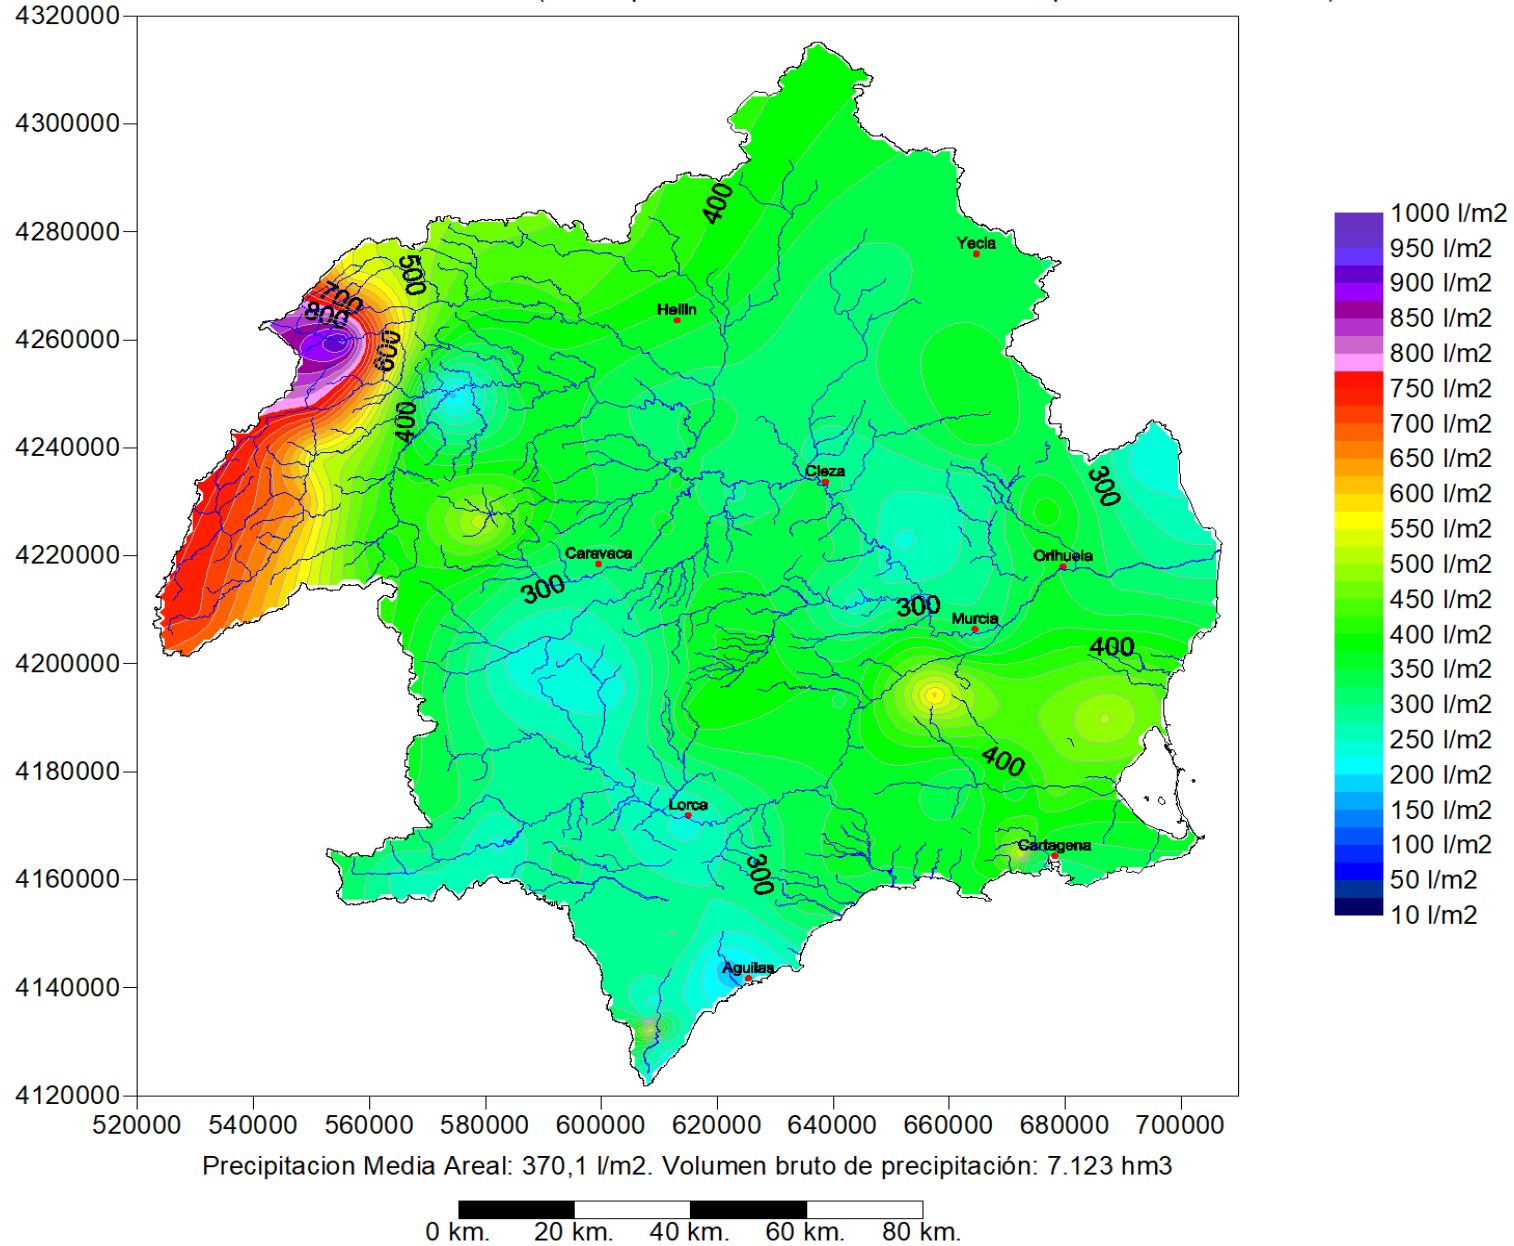 4320000
4300000
4280000
4260000
4240000
4220000
4200000
4180000
4160000
4140000
4120000
520000 540000 560000 580000 600000 620000 640000 660000 680000 700000
400
500
700
800
600
400
300
300
300
400
400
300
Yecla
Hellin
Cieza
Caravaca
Orihuela
Murcia
Lorca
Cartagena
Aguilas
1000 l/m2
950 l/m2
900 l/m2
850 l/m2
800 l/m2
750 l/m2
700 l/m2
650 l/m2
600 l/m2
550 l/m2
500 l/m2
450 l/m2
400 l/m2
350 l/m2
300 l/m2
250 l/m2
200 l/m2
150 l/m2
100 l/m2
50 l/m2
10 l/m2
Precipitacion Media Areal: 370,1 l/m2. Volumen bruto de precipitación: 7.123 hm3
0 km. 20 km. 40 km. 60 km. 80 km.